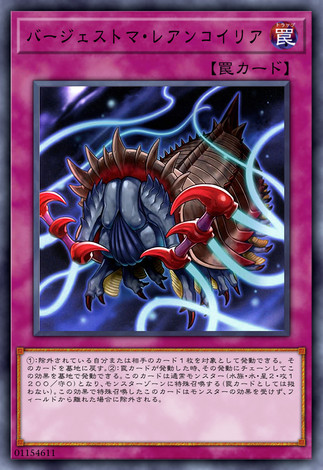 バージェストマ・レアンコイリア
トラップ
罠
【罠カード】
①:除外されている自分または相手のカード1枚を対象として発動できる。そ
のカードを墓地に戻す。②:罠カードが発動した時、その発動にチェーンしてこ
の効果を墓地で発動できる。このカードは通常モンスター(水族・水・星2・攻1
200/守0)となり、モンスターゾーンに特殊召喚する(罠カードとしては扱
わない)。この効果で特殊召喚したこのカードはモンスターの効果を受けず、フ
ィールドから離れた場合に除外される。
01154611